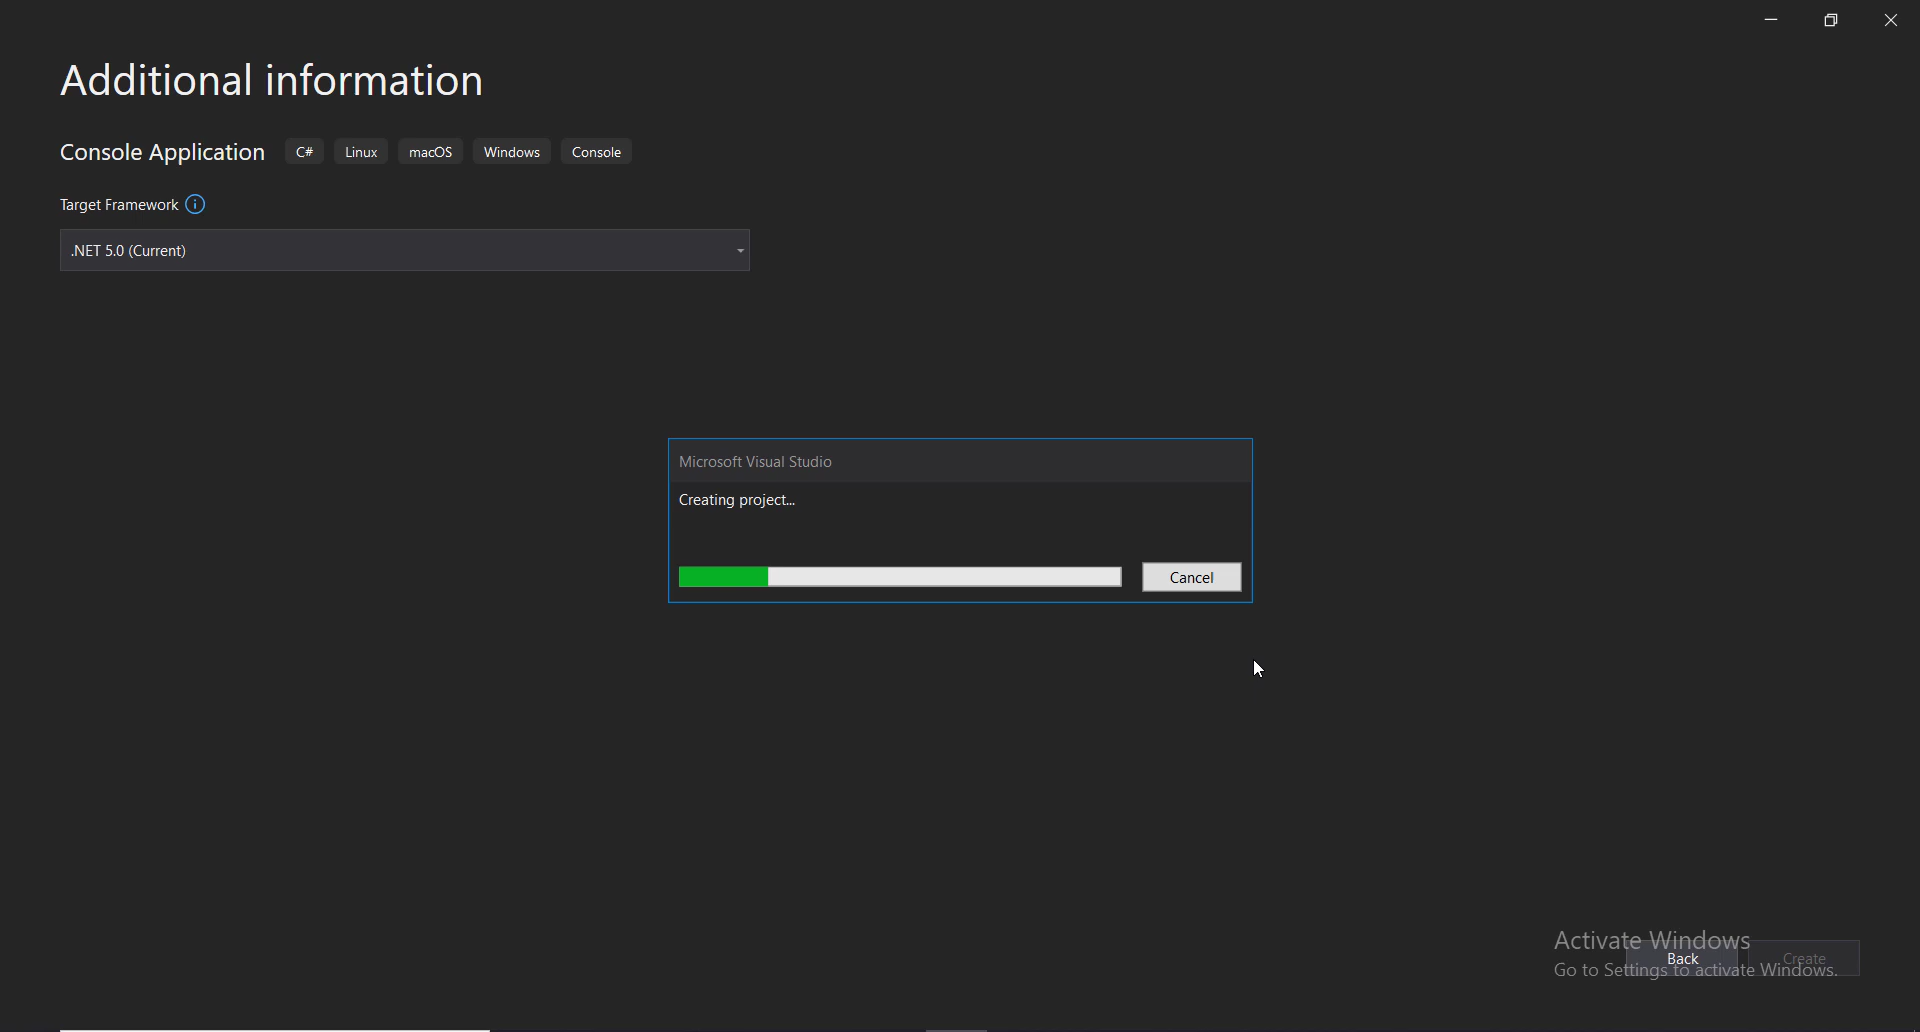 Additional information
Console Application C# Linux macOS Windows Console
Target Framework
.NET 5.0 (Current)
Microsoft Visual Studio
Creating project...
Cancel
Activate Windows
Go to Settings to activate Windows.
Back
Create